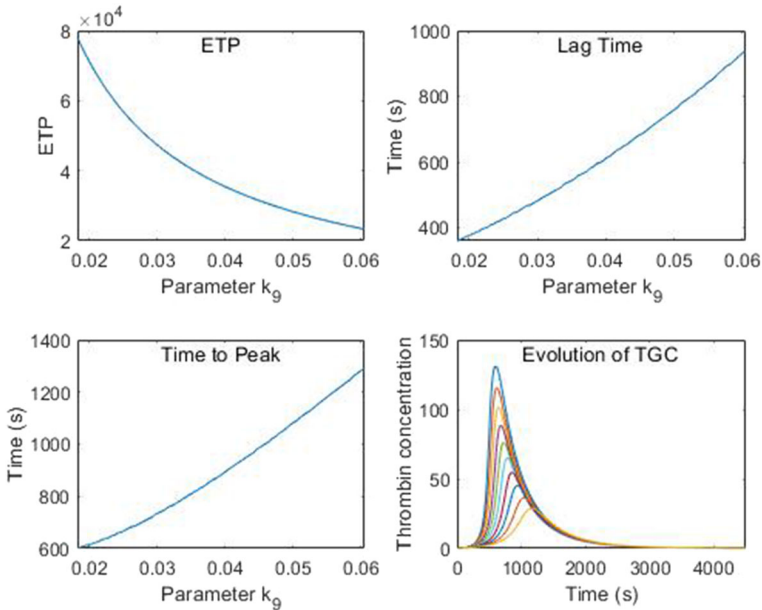 ×10⁴
ETP
8
6
4
2
ETP
0.02 0.03 0.04 0.05 0.06
Parameter k₉
Lag Time
1000
800
600
400
Time (s)
0.02 0.03 0.04 0.05 0.06
Parameter k₉
Time to Peak
1400
1200
1000
800
600
Time (s)
0.02 0.03 0.04 0.05 0.06
Parameter k₉
Evolution of TGC
150
100
50
0
Thrombin concentration
0 1000 2000 3000 4000
Time (s)